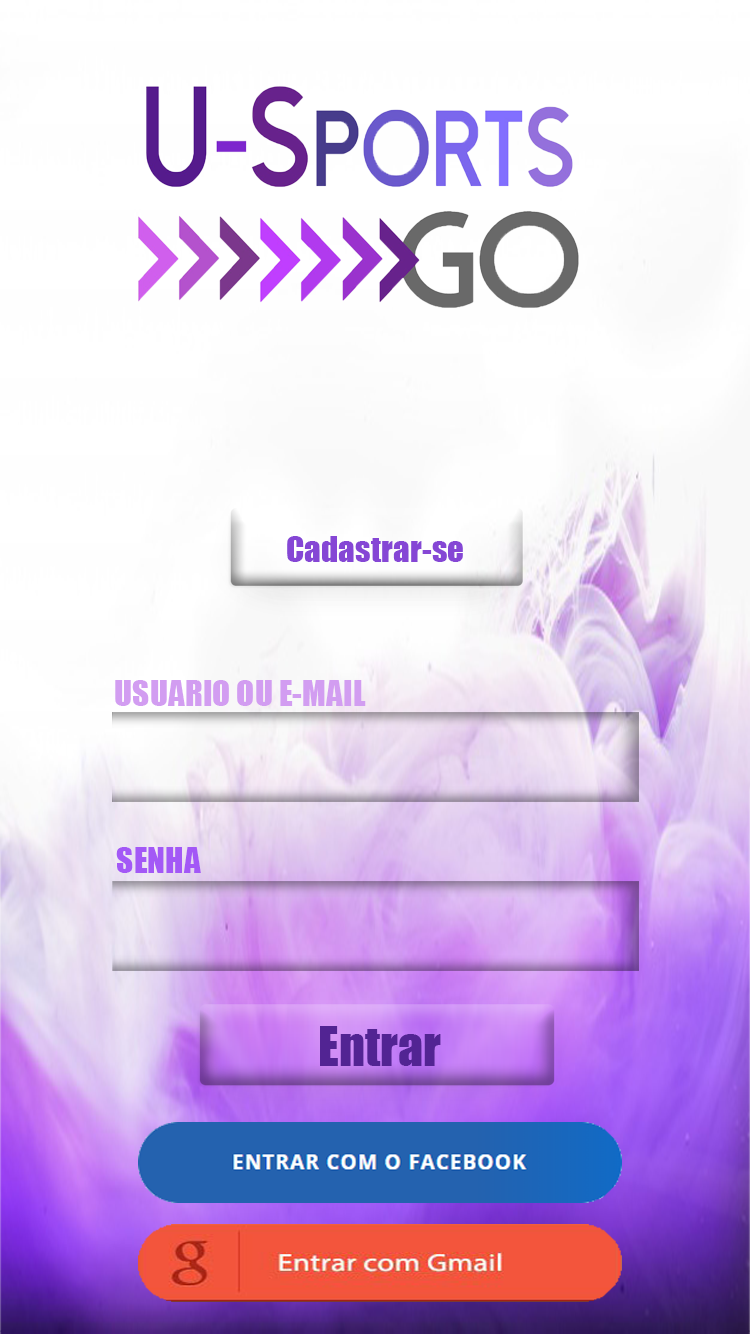 U-SPORTS
GO
Cadastrar-se
USUARIO OU E-MAIL
SENHA
Entrar
ENTRAR COM O FACEBOOK
g
Entrar com Gmail